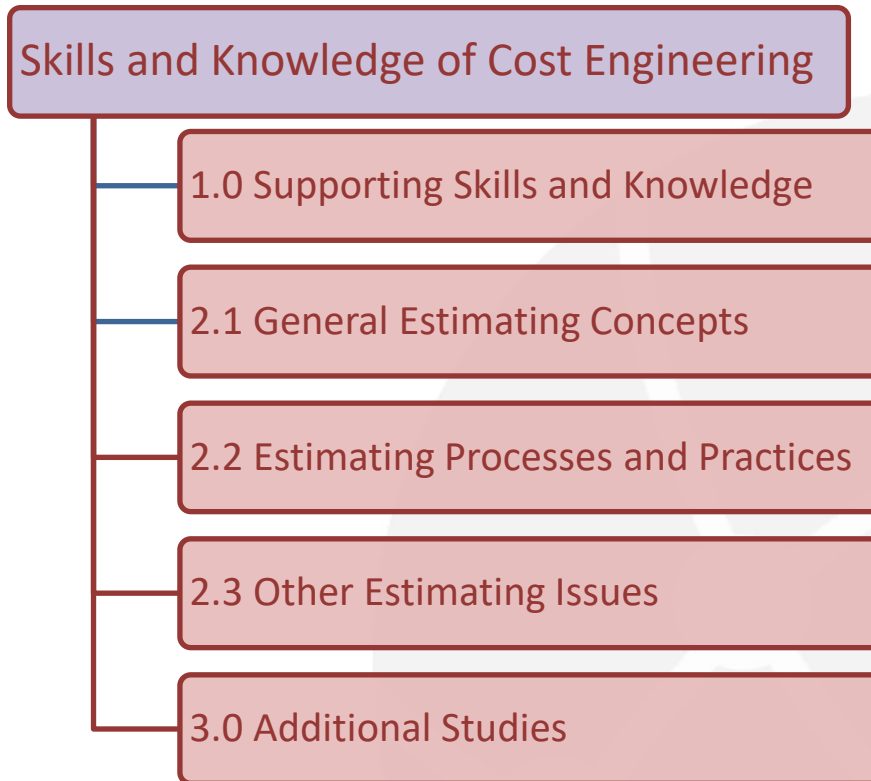 Skills and Knowledge of Cost Engineering
1.0 Supporting Skills and Knowledge
2.1 General Estimating Concepts
2.2 Estimating Processes and Practices
2.3 Other Estimating Issues
3.0 Additional Studies